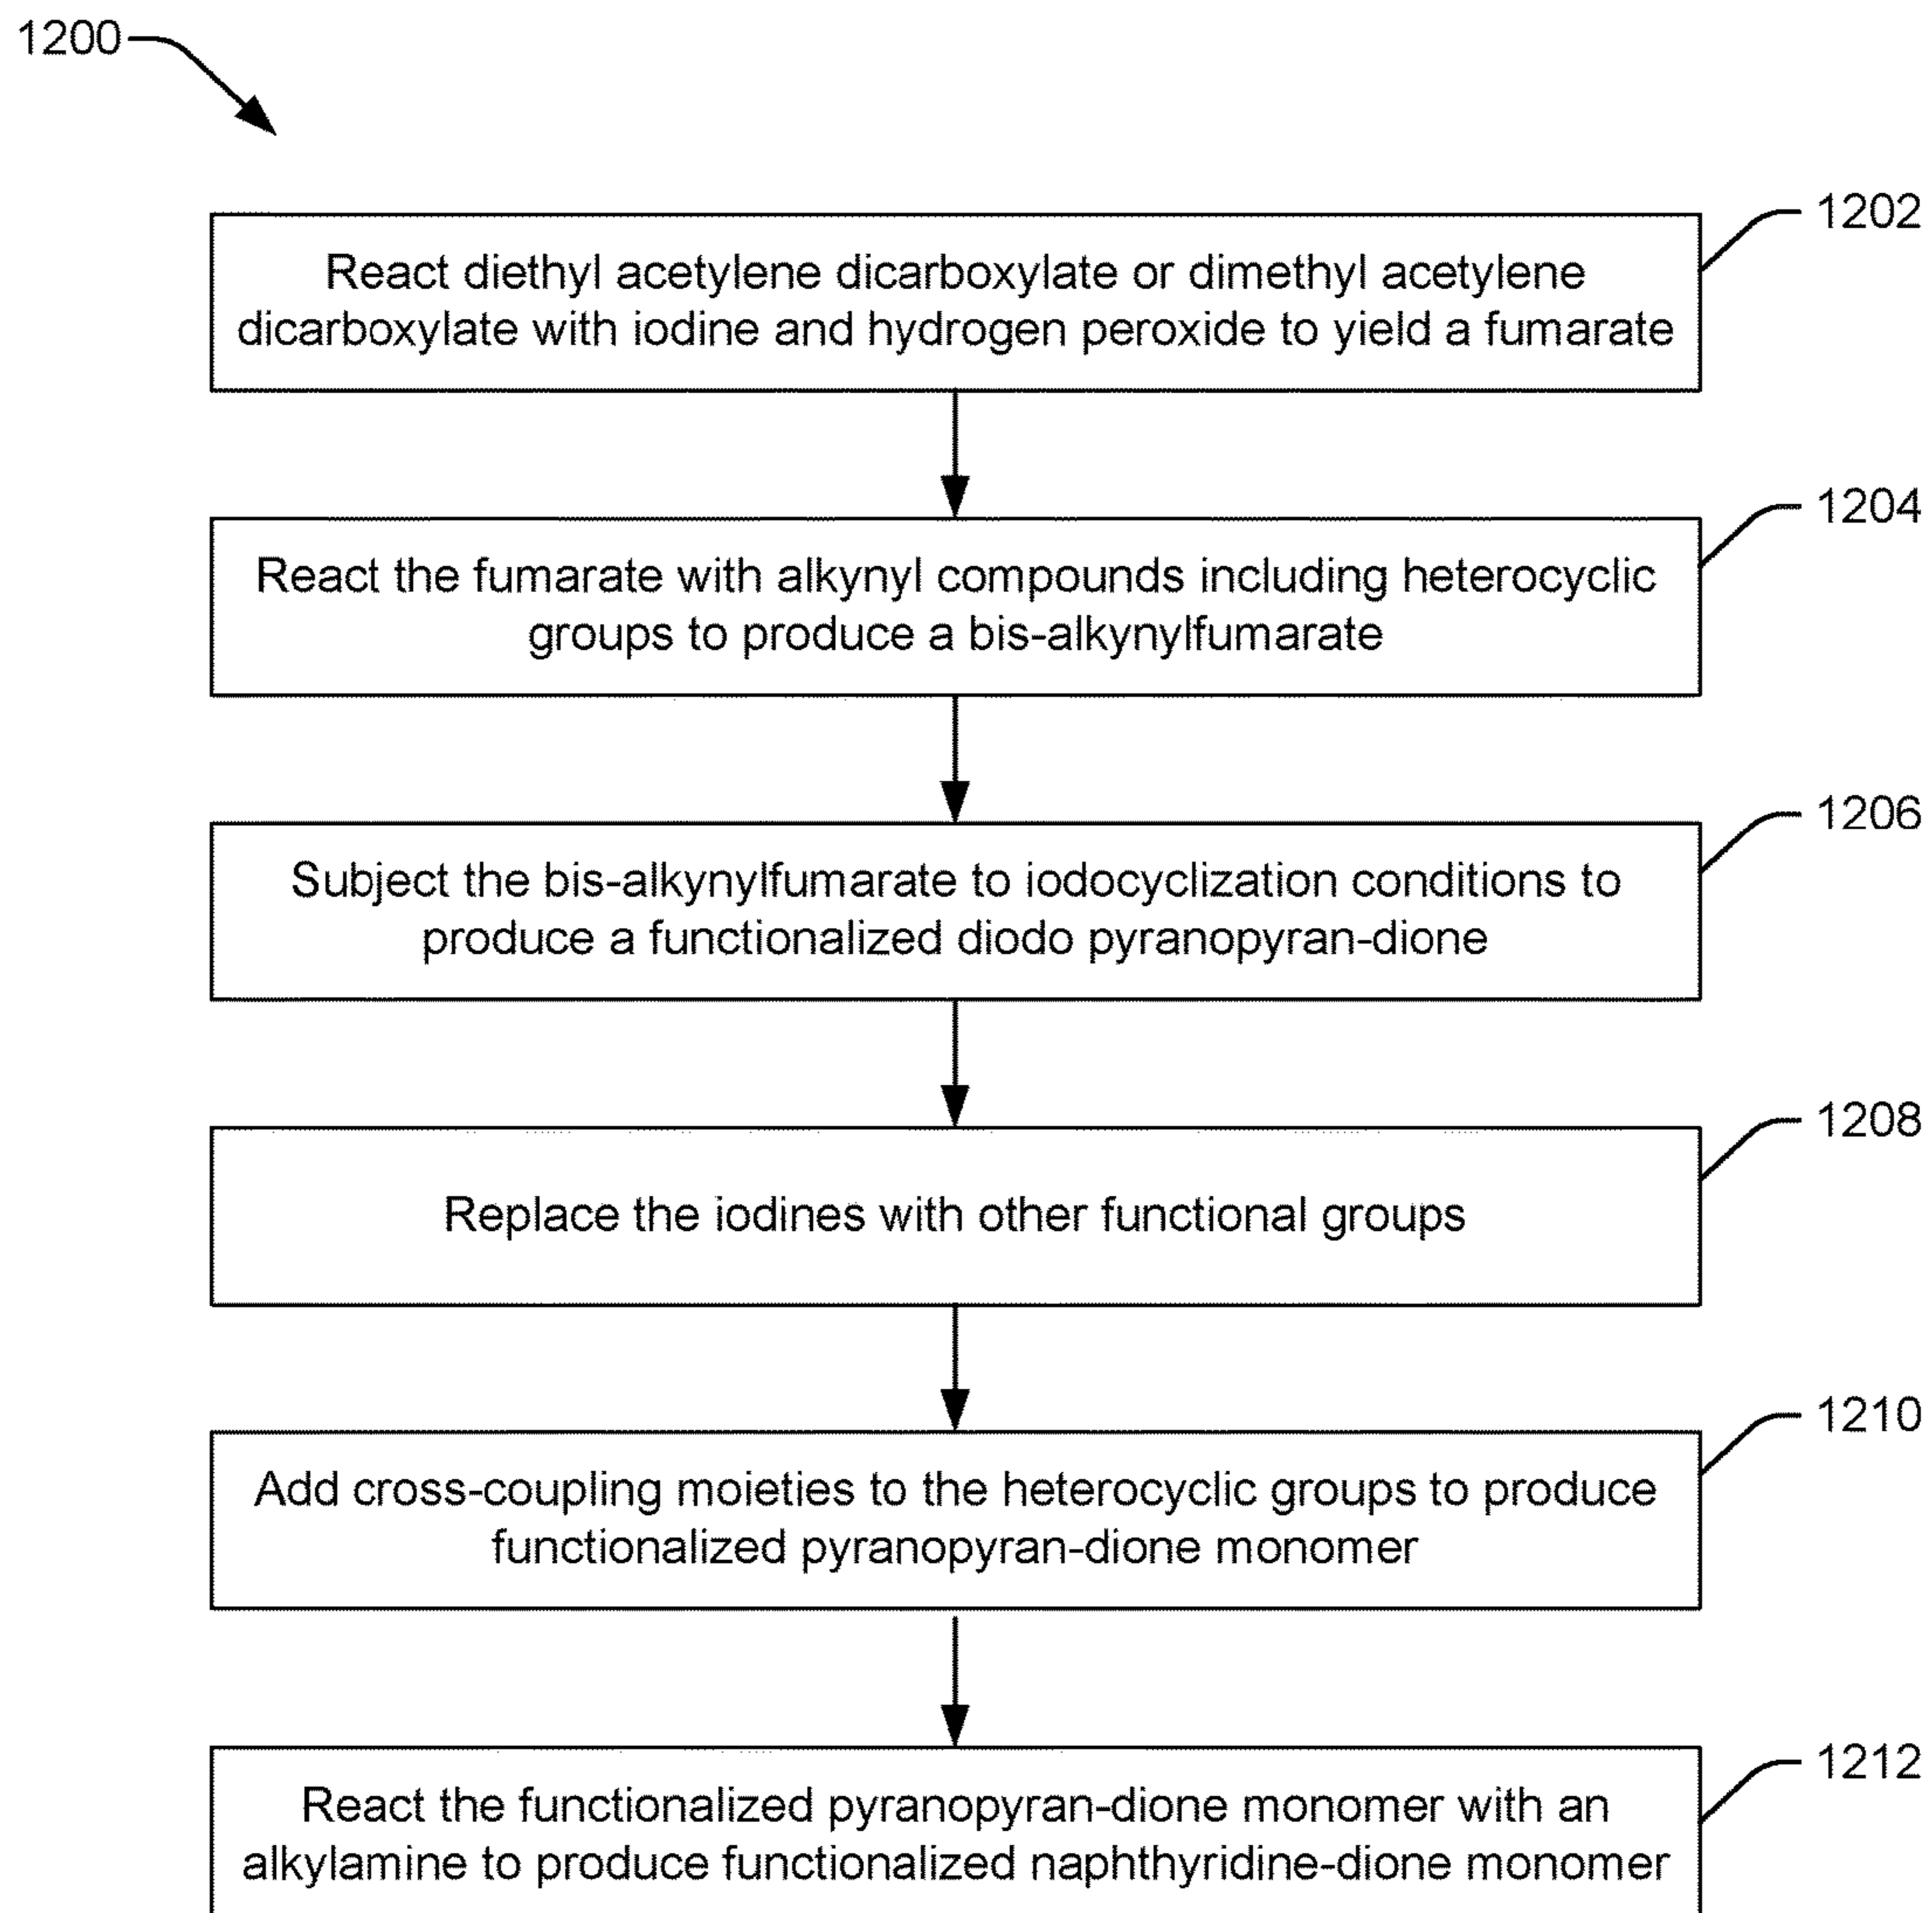 1200
1202
React diethyl acetylene dicarboxylate or dimethyl acetylene
dicarboxylate with iodine and hydrogen peroxide to yield a fumarate
1204
React the fumarate with alkynyl compounds including heterocyclic
groups to produce a bis-alkynylfumarate
1206
Subject the bis-alkynylfumarate to iodocyclization conditions to
produce a functionalized diodo pyranopyran-dione
1208
Replace the iodines with other functional groups
1210
Add cross-coupling moieties to the heterocyclic groups to produce
functionalized pyranopyran-dione monomer
1212
React the functionalized pyranopyran-dione monomer with an
alkylamine to produce functionalized naphthyridine-dione monomer